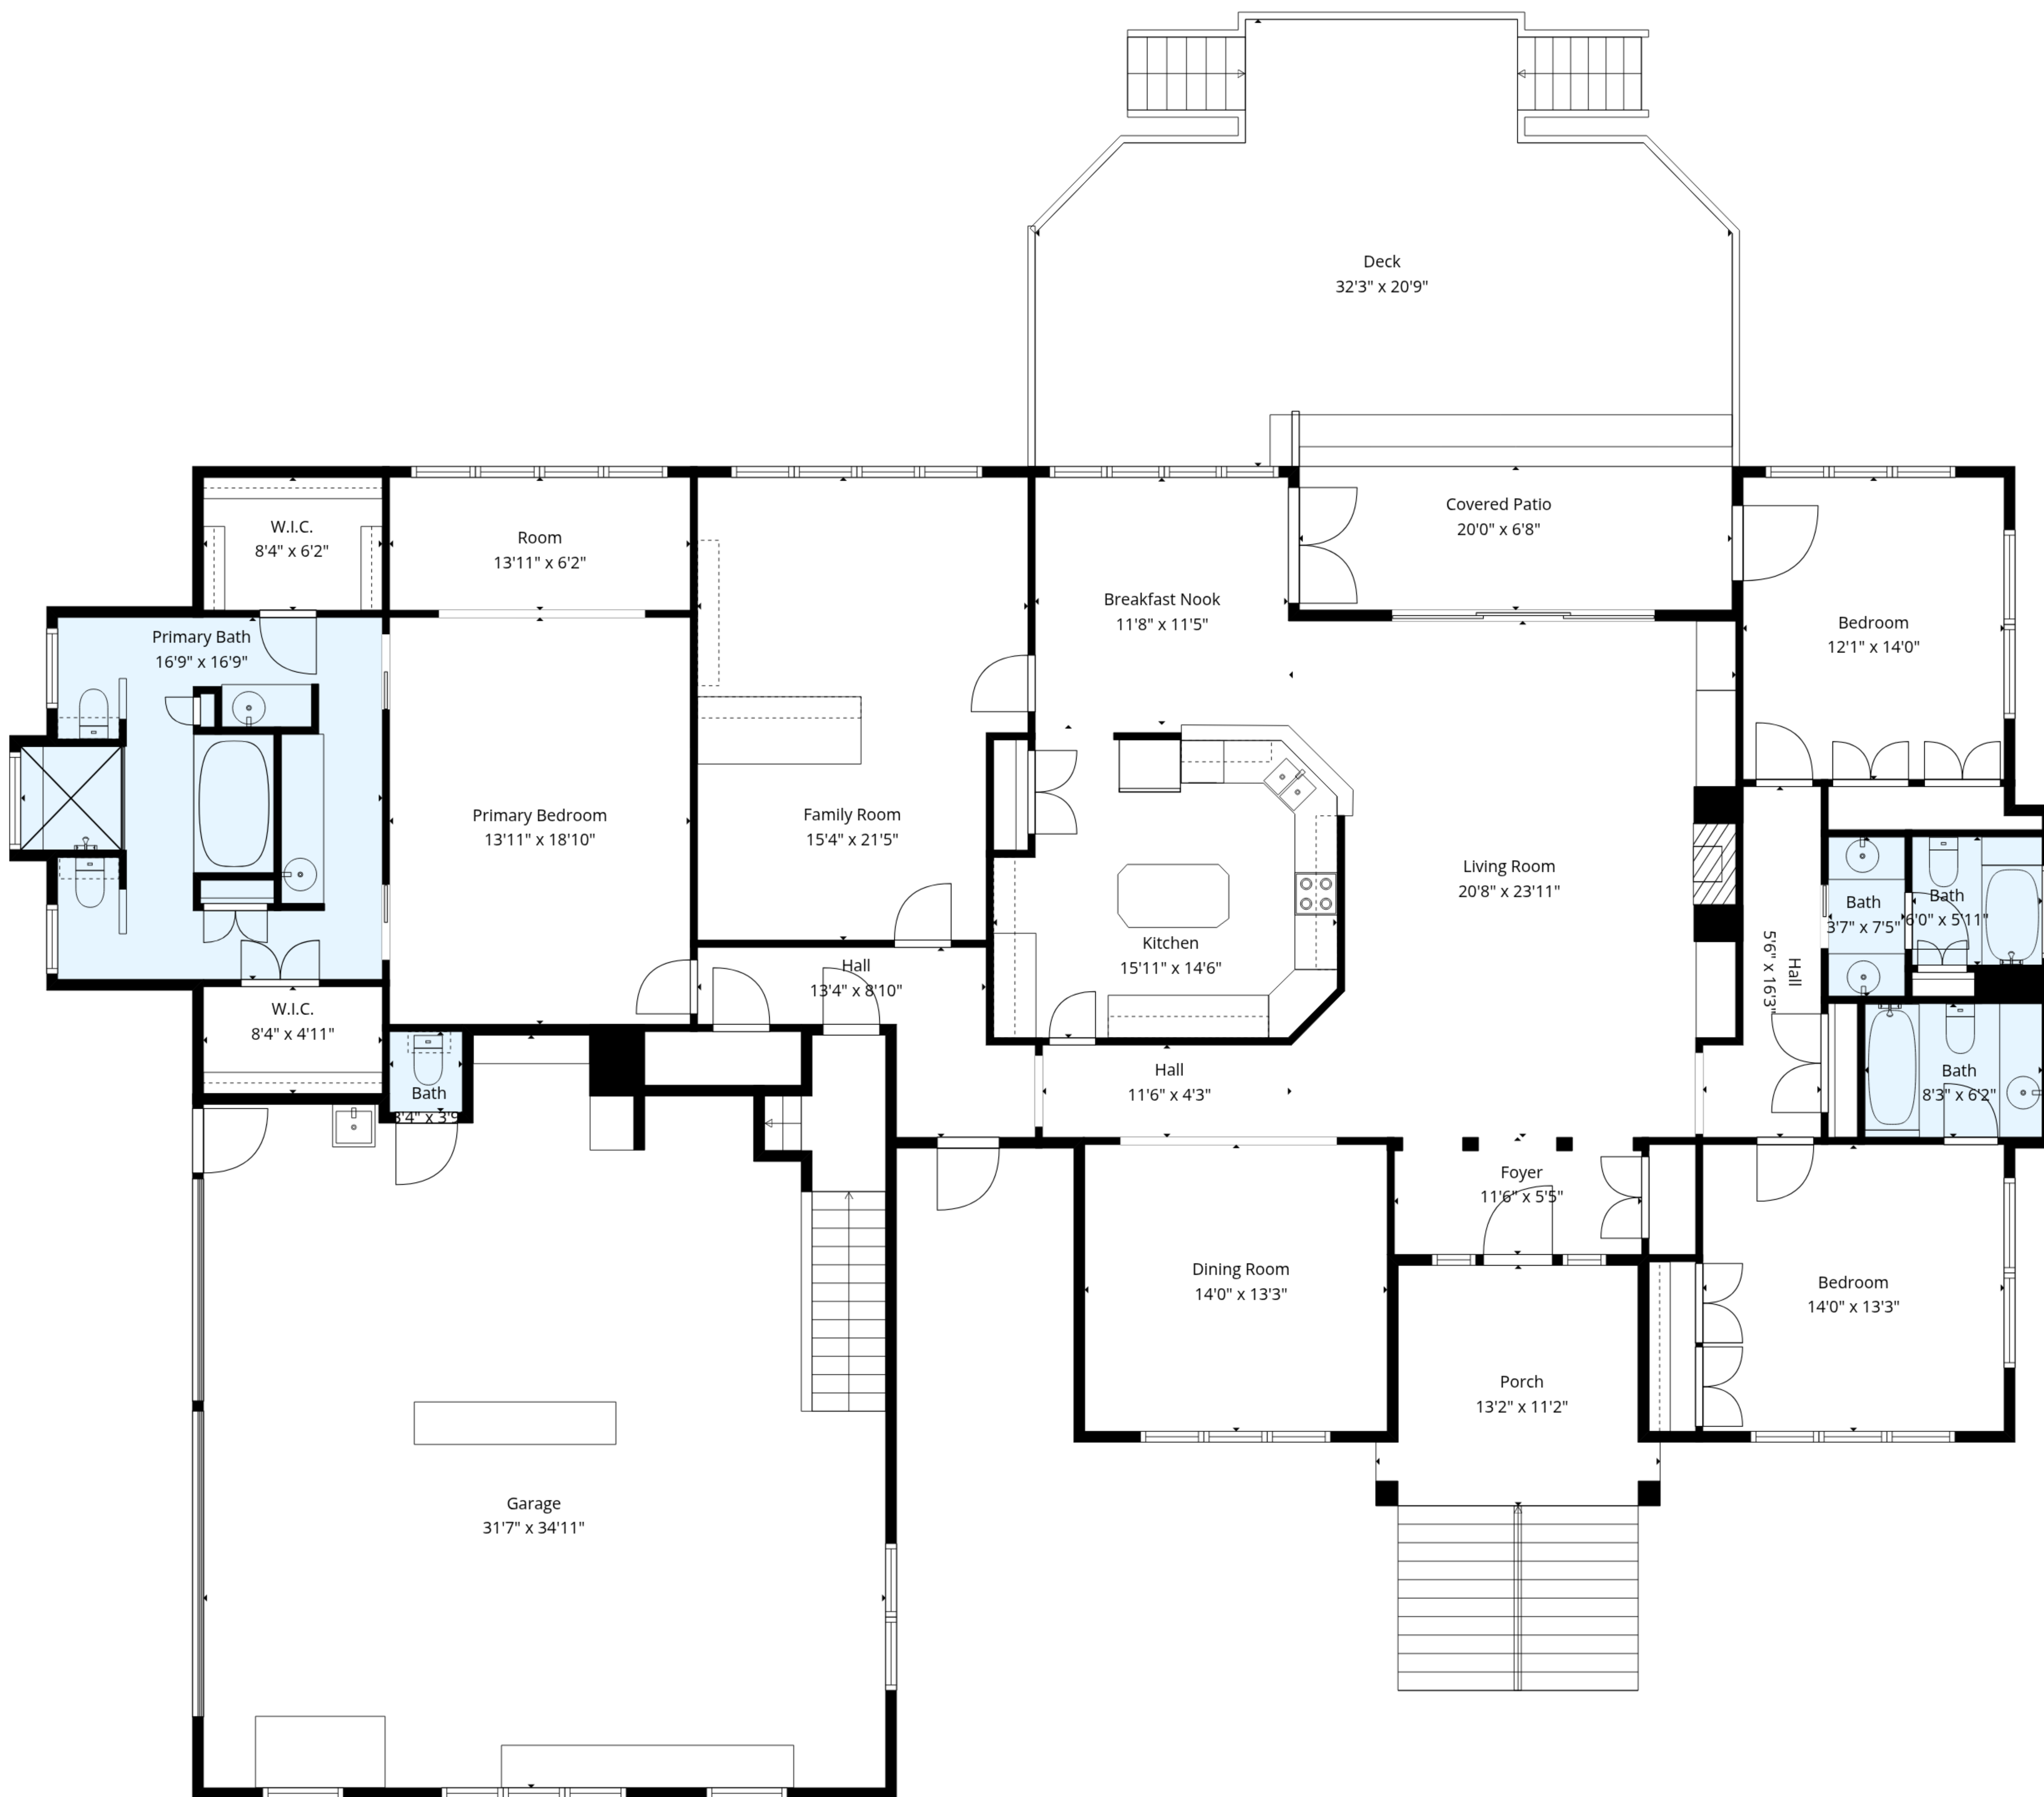 Deck
32'3" x 20'9"
Covered Patio
20'0" x 6'8"
W.I.C.
8'4" x 6'2"
Room
13'11" x 6'2"
Breakfast Nook
11'8" x 11'5"
Bedroom
12'1" x 14'0"
Primary Bath
16'9" x 16'9"
Primary Bedroom
13'11" x 18'10"
Family Room
15'4" x 21'5"
Living Room
20'8" x 23'11"
Bath
3'7" x 7'5"
Bath
6'0" x 5'11"
Kitchen
15'11" x 14'6"
Hall
13'4" x 8'10"
Hall
5'6" x 16'3"
W.I.C.
8'4" x 4'11"
Hall
11'6" x 4'3"
Bath
8'3" x 6'2"
Bath
3'4" x 3'9
Foyer
11'6" x 5'5"
Dining Room
14'0" x 13'3"
Bedroom
14'0" x 13'3"
Porch
13'2" x 11'2"
Garage
31'7" x 34'11"